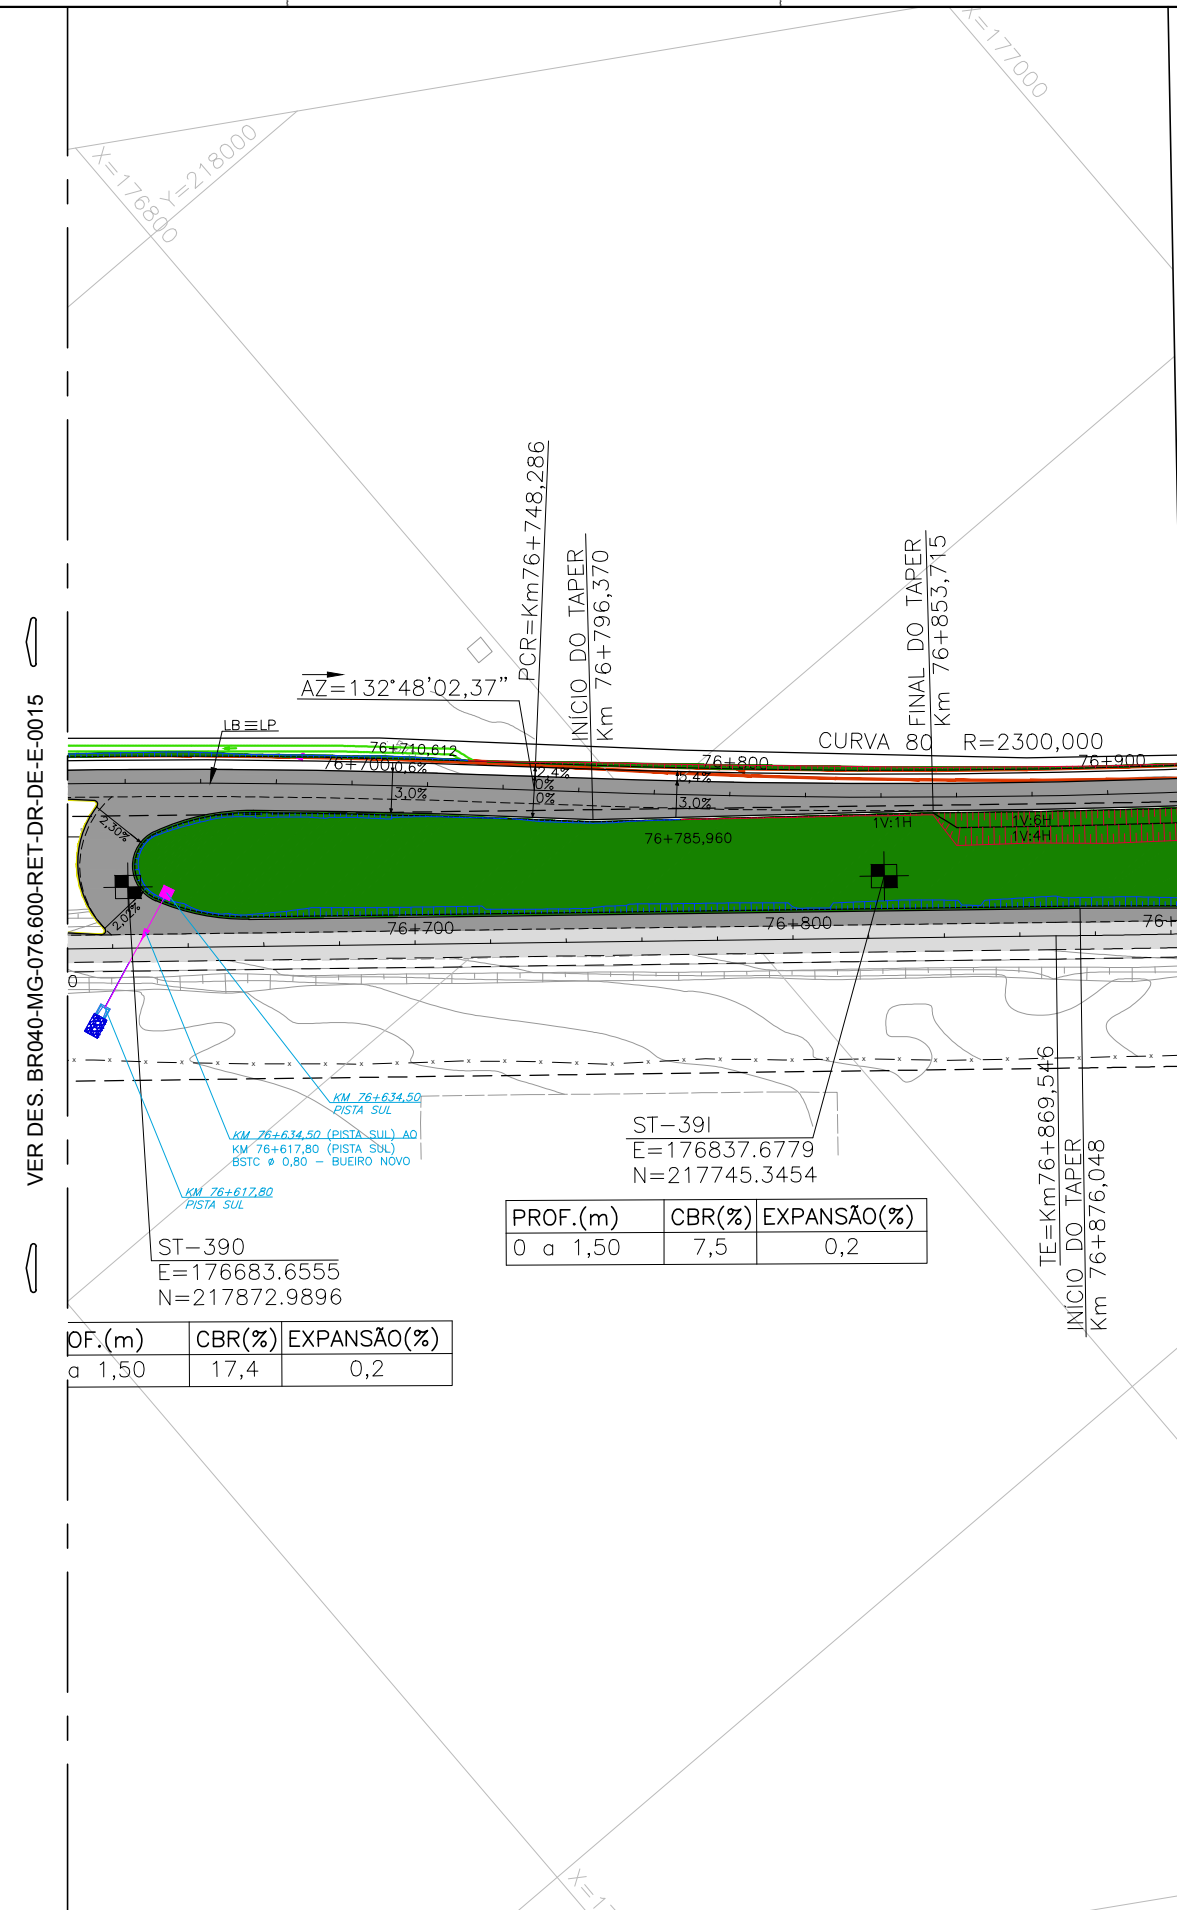 X=177000
X=176800
Y=218000
VER DES. BR040-MG-076.600-RET-DR-DE-E-0015
PCR=Km76+748,286
INÍCIO DO TAPER
Km 76+796,370
FINAL DO TAPER
Km 76+853,715
AZ=132°48'02,37"
LB≡LP
CURVA 80 R=2300,000
76+710,612
76+700
0,6%
2,4%
0%
0%
76+800
5,4%
76+900
3,0%
3,0%
2,30%
76+785,960
1V:1H
1V:6H
1V:4H
2,02%
76+700
76+800
76+
0
KM 76+634,50
PISTA SUL
KM 76+634,50 (PISTA SUL) AO
KM 76+617,80 (PISTA SUL)
BSTC ø 0,80 – BUEIRO NOVO
KM 76+617,80
PISTA SUL
ST-391
E=176837.6779
N=217745.3454
PROF.(m) CBR(%) EXPANSÃO(%)
0 a 1,50 7,5 0,2
TE=Km76+869,546
INÍCIO DO TAPER
Km 76+876,048
ST-390
E=176683.6555
N=217872.9896
OF.(m) CBR(%) EXPANSÃO(%)
a 1,50 17,4 0,2
X=17